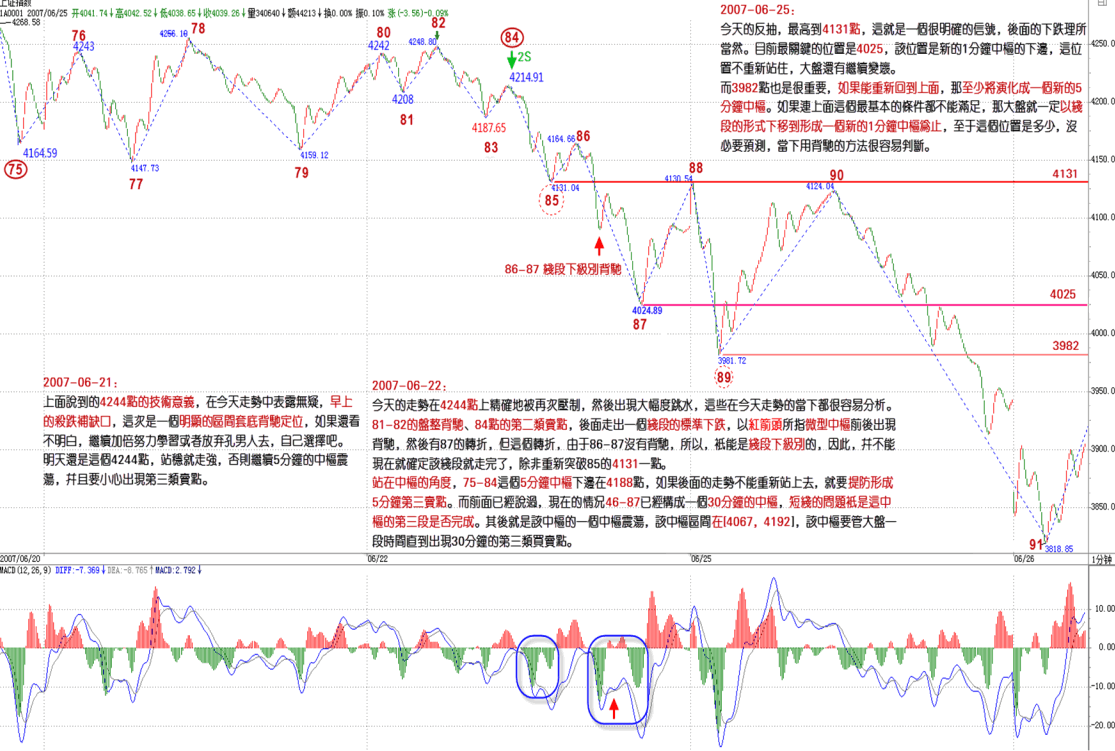 上证指数
1A0001 2007/06/25 开4041.74↓高4042.52↓低4038.65↓收4039.26↓量340640↓额44213↓换0.00% 振0.10% 涨(-3.56)-0.09%
4268.58
76
4243
78
4256.10
80
4242
82
4248.80
84
2S
4214.91
4208
81
4187.65
83
4164.59
75
4147.73
77
4159.12
79
4164.66
86
4131.04
85
88
4130.54
90
4124.04
4131
86-87 綫段下級別背馳
4024.89
87
4025
3981.72
89
3982
91
3818.85
2007-06-25:
今天的反抽，最高到4131點，這就是一個很明確的信號，後面的下跌理所
當然。目前最關鍵的位置是4025，該位置是新的1分鐘中樞的下邊，這位
置不重新站住，大盤還有繼續變壞。
而3982點也是很重要，如果能重新回到上面，那至少將演化成一個新的5
分鐘中樞。如果連上面這個最基本的條件都不能滿足，那大盤就一定以綫
段的形式下移到形成一個新的1分鐘中樞爲止，至于這個位置是多少，沒
必要預測，當下用背馳的方法很容易判斷。
2007-06-21:
上面說到的4244點的技術意義，在今天走勢中表露無疑，早上
的殺跌補缺口，這次是一個明顯的區間套底背馳定位，如果還看
不明白，繼續加倍努力學習或者放弃孔男人去，自己選擇吧。
明天還是這個4244點，站穩就走強，否則繼續5分鐘的中樞震
蕩，并且要小心出現第三類賣點。
2007-06-22:
今天的走勢在4244點上精確地被再次壓制，然後出現大幅度跳水，這些在今天走勢的當下都很容易分析。
81-82的盤整背馳、84點的第二類賣點，後面走出一個綫段的標準下跌，以紅箭頭所指微型中樞前後出現
背馳，然後有87的轉折，但這個轉折，由于86-87沒有背馳，所以，衹能是綫段下級別的，因此，并不能
現在就確定該綫段就走完了，除非重新突破85的4131一點。
站在中樞的角度，75-84這個5分鐘中樞下邊在4188點，如果後面的走勢不能重新站上去，就要提防形成
5分鐘第三賣點。而前面已經說過，現在的情況46-87已經構成一個30分鐘的中樞，短綫的問題衹是這中
樞的第三段是否完成。其後就是該中樞的一個中樞震蕩，該中樞區間在[4067, 4192]，該中樞要管大盤一
段時間直到出現30分鐘的第三類買賣點。
4250.0
4200.0
4150.0
4100.0
4050.0
4000.0
3950.0
3900.0
3850.0
2007/06/20
06/22
06/25
06/26
1分钟
MACD(12,26,9) DIFF:-7.369↓DEA:-8.765↑MACD:2.792↓
10.00
0.00
-10.00
-20.00